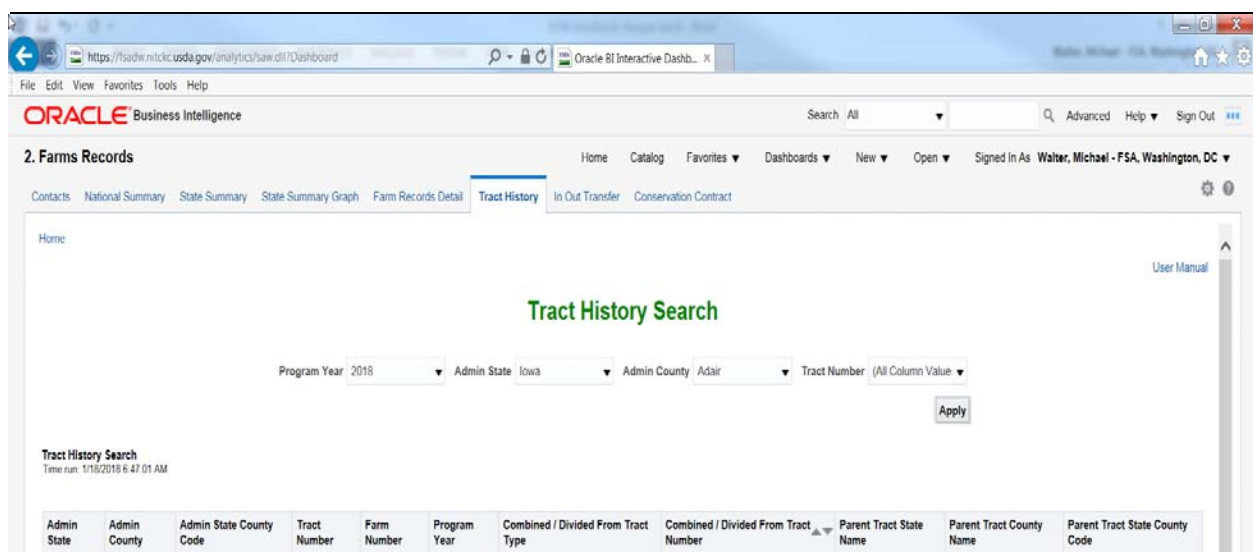 https://fsadw.nitckc.usda.gov/analytics/saw.dll?Dashboard
Oracle BI Interactive Dashb... ×
File Edit View Favorites Tools Help
ORACLE Business Intelligence Search All Advanced Help Sign Out
2. Farms Records Home Catalog Favorites Dashboards New Open Signed In As Walter, Michael - FSA, Washington, DC
Contacts National Summary State Summary State Summary Graph Farm Records Detail Tract History In Out Transfer Conservation Contract
Home
User Manual
Tract History Search
Program Year 2018 Admin State Iowa Admin County Adair Tract Number (All Column Value
Apply
Tract History Search
Time run: 1/18/2018 6:47:01 AM
Admin State Admin County Admin State County Code Tract Number Farm Number Program Year Combined / Divided From Tract Type Combined / Divided From Tract Number Parent Tract State Name Parent Tract County Name Parent Tract State County Code